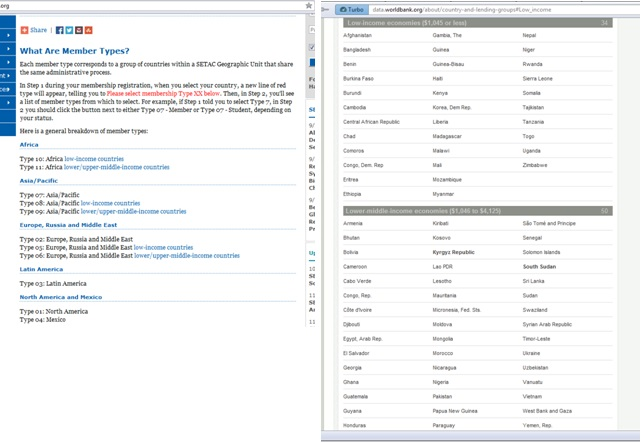 .org
Share
What Are Member Types?
Each member type corresponds to a group of countries within a SETAC Geographic Unit that share
the same administrative process.
In Step 1 during your membership registration, when you select your country, a new line of red
type will appear, telling you to Please select membership Type XX below. Then, in Step 2, you'll see
a list of member types from which to select. For example, if Step 1 told you to select Type 7, in Step
2 you should click the button next to either Type 07 - Member or Type 07 - Student, depending on
your status.
Here is a general breakdown of member types:
Africa
Type 10: Africa low-income countries
Type 11: Africa lower/upper-middle-income countries
Asia/Pacific
Type 07: Asia/Pacific
Type 08: Asia/Pacific low-income countries
Type 09: Asia/Pacific lower/upper-middle-income countries
Europe, Russia and Middle East
Type 02: Europe, Russia and Middle East
Type 05: Europe, Russia and Middle East low-income countries
Type 06: Europe, Russia and Middle East lower/upper-middle-income countries
Latin America
Type 03: Latin America
North America and Mexico
Type 01: North America
Type 04: Mexico
Turbo data.worldbank.org/about/country-and-lending-groups#Low_income
Low-income economies ($1,045 or less) 34
Afghanistan Gambia, The Nepal
Bangladesh Guinea Niger
Benin Guinea-Bisau Rwanda
Burkina Faso Haiti Sierra Leone
Burundi Kenya Somalia
Cambodia Korea, Dem Rep. Tajikistan
Central African Republic Liberia Tanzania
Chad Madagascar Togo
Comoros Malawi Uganda
Congo, Dem. Rep Mali Zimbabwe
Eritrea Mozambique
Ethiopia Myanmar
Lower-middle-income economies ($1,046 to $4,125) 50
Armenia Kiribati São Tomé and Principe
Bhutan Kosovo Senegal
Bolivia Kyrgyz Republic Solomon Islands
Cameroon Lao PDR South Sudan
Cabo Verde Lesotho Sri Lanka
Congo, Rep. Mauritania Sudan
Côte d'Ivoire Micronesia, Fed. Sts. Swaziland
Djibouti Moldova Syrian Arab Republic
Egypt, Arab Rep. Mongolia Timor-Leste
El Salvador Morocco Ukraine
Georgia Nicaragua Uzbekistan
Ghana Nigeria Vanuatu
Guatemala Pakistan Vietnam
Guyana Papua New Guinea West Bank and Gaza
Honduras Paraguay Yemen, Rep.